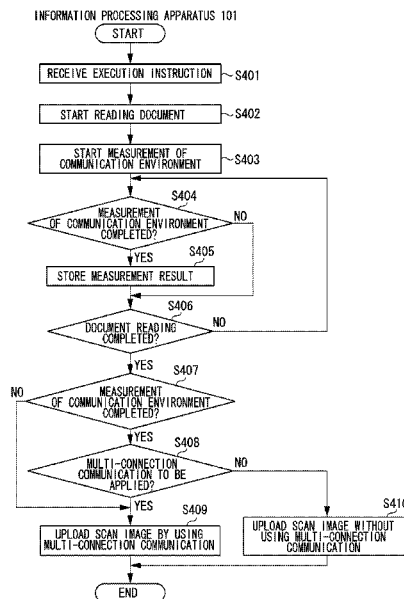 INFORMATION PROCESSING APPARATUS 101
START
RECEIVE EXECUTION INSTRUCTION
S401
START READING DOCUMENT
S402
START MEASUREMENT OF
COMMUNICATION ENVIRONMENT
S403
S404
MEASUREMENT
OF COMMUNICATION ENVIRONMENT
COMPLETED?
NO
YES
S405
STORE MEASUREMENT RESULT
S406
DOCUMENT READING
COMPLETED?
NO
YES
S407
MEASUREMENT
OF COMMUNICATION ENVIRONMENT
COMPLETED?
NO
YES
S408
MULTI-CONNECTION
COMMUNICATION TO BE
APPLIED?
NO
YES
S409
UPLOAD SCAN IMAGE BY USING
MULTI-CONNECTION COMMUNICATION
S410
UPLOAD SCAN IMAGE WITHOUT
USING MULTI-CONNECTION
COMMUNICATION
END